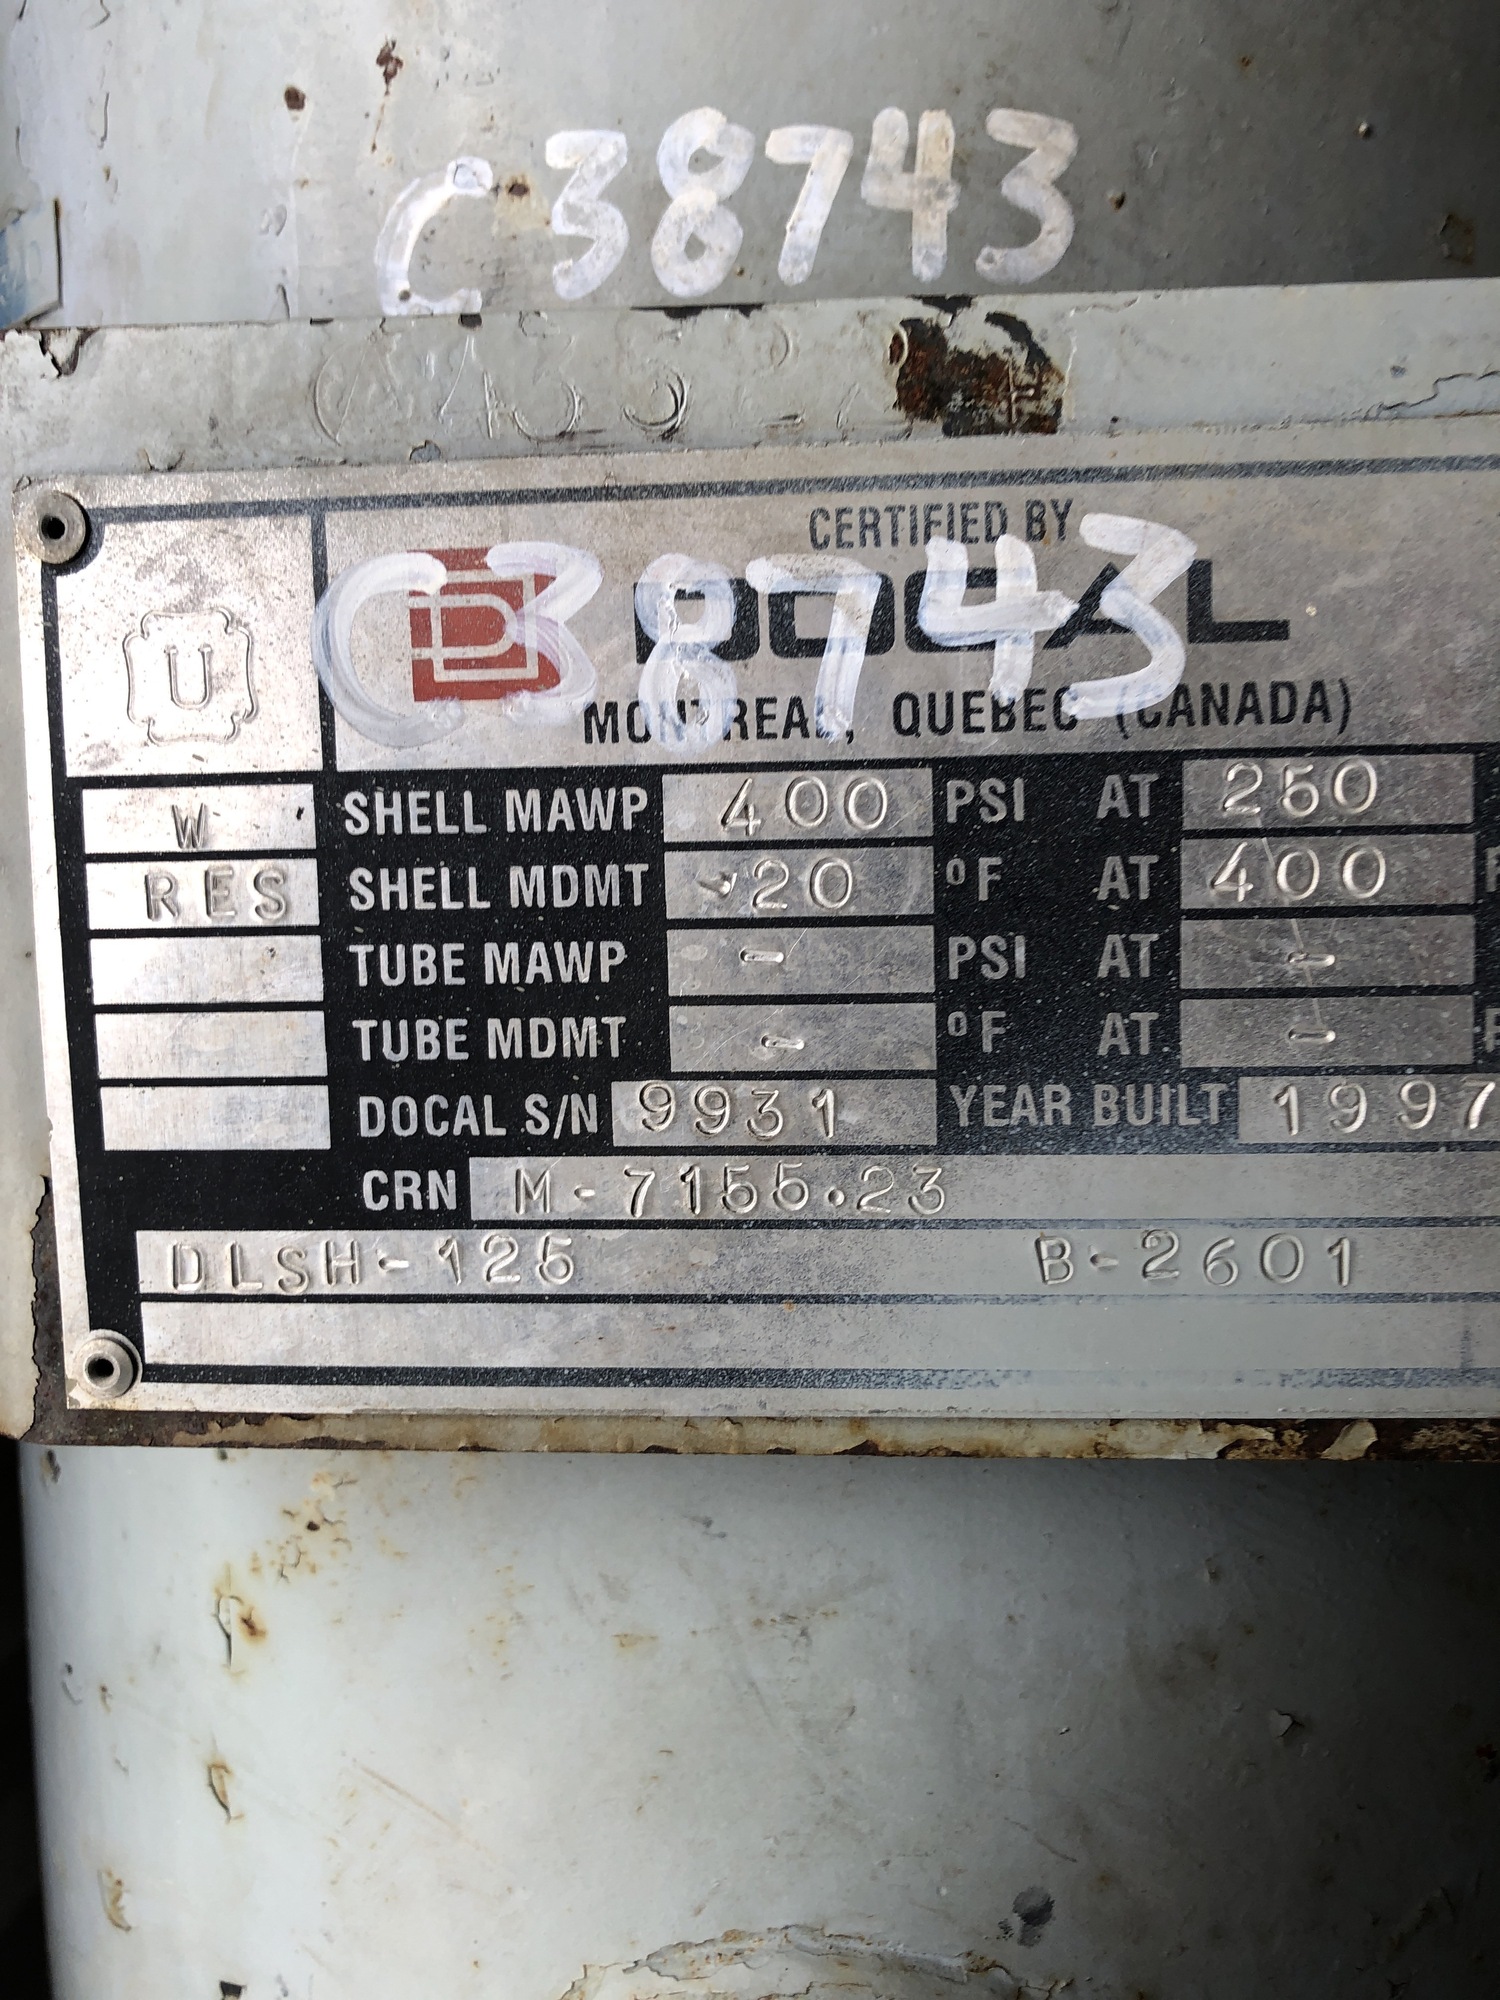 C38743
CERTIFIED BY
C38743
DOCAL
MONTREAL, QUEBEC (CANADA)
U
W SHELL MAWP 400 PSI AT 250
RES SHELL MDMT -20 °F AT 400
TUBE MAWP - PSI AT -
TUBE MDMT - °F AT -
DOCAL S/N 9931 YEAR BUILT 1997
CRN M-7155.23
DLSH-125 B-2601